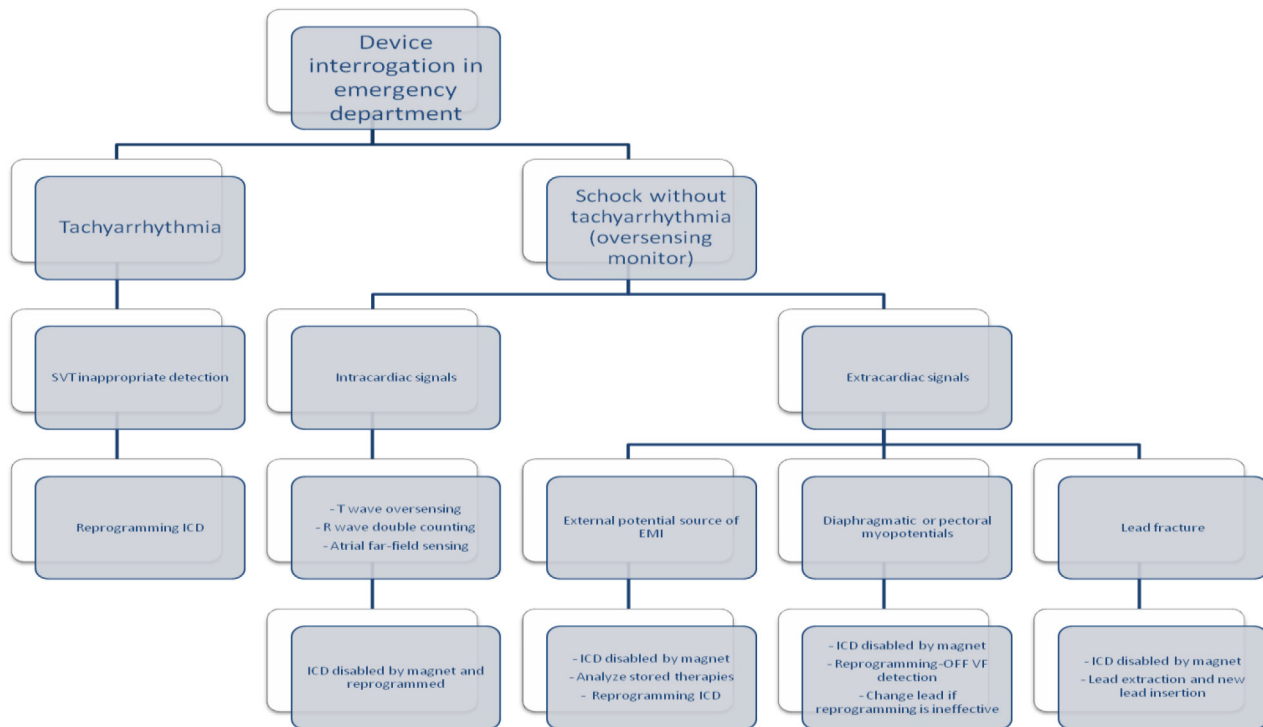 Device
interrogation in
emergency
department
Tachyarrhythmia
Schock without
tachyarrhythmia
(oversensing
monitor)
SVT inappropriate detection
Intracardiac signals
Extracardiac signals
Reprogramming ICD
- T wave oversensing
- R wave double counting
- Atrial far-field sensing
External potential source of
EMI
Diaphragmatic or pectoral
myopotentials
Lead fracture
ICD disabled by magnet and
reprogrammed
- ICD disabled by magnet
- Analyze stored therapies
- Reprogramming ICD
- ICD disabled by magnet
- Reprogramming-OFF VF
detection
- Change lead if
reprogramming is ineffective
- ICD disabled by magnet
- Lead extraction and new
lead insertion